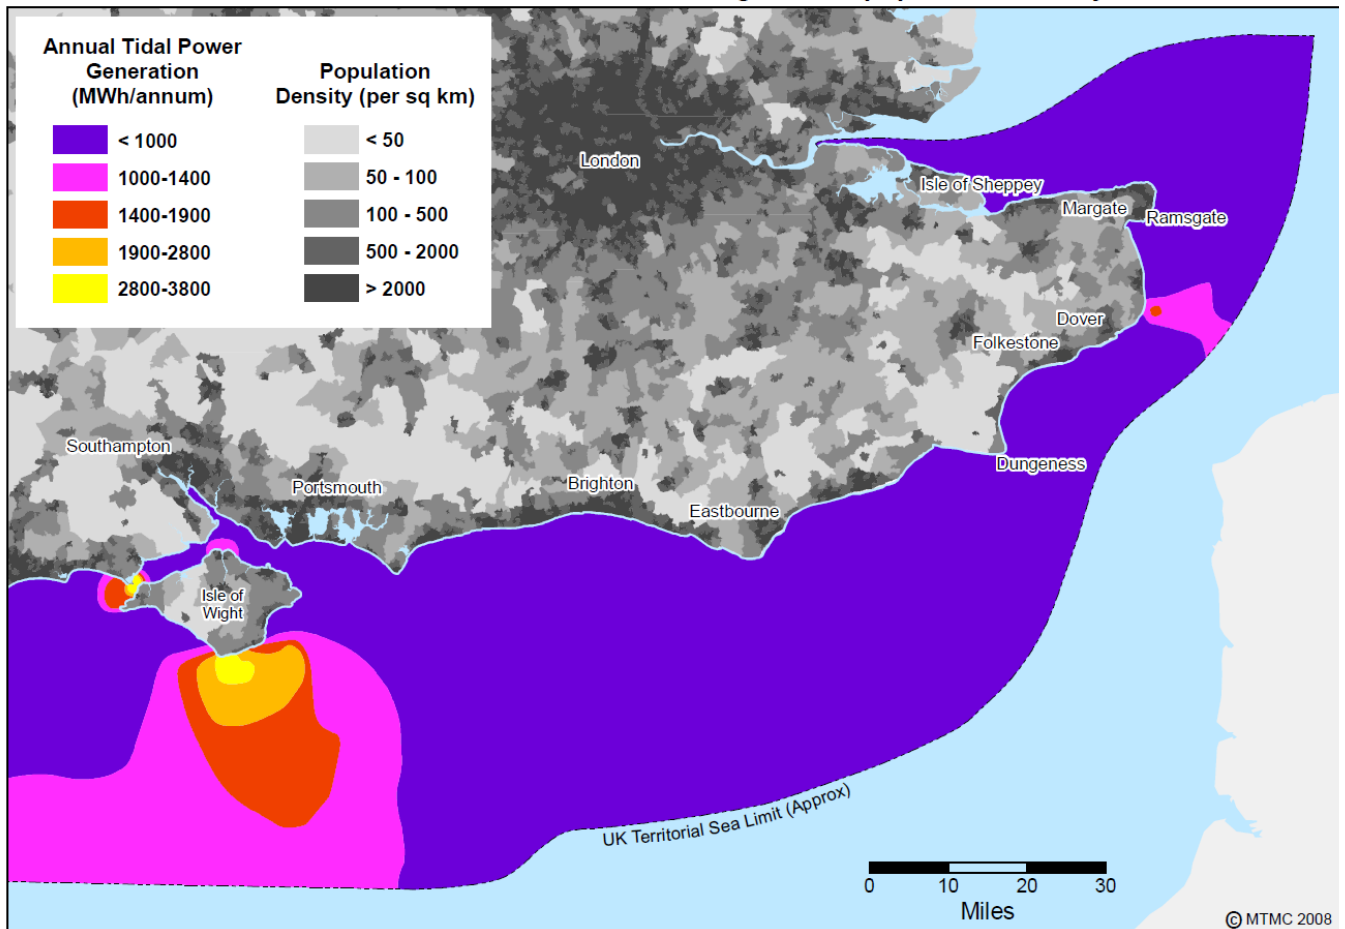 Annual Tidal Power
Generation
(MWh/annum)
< 1000
1000-1400
1400-1900
1900-2800
2800-3800
Population
Density (per sq km)
< 50
50 - 100
100 - 500
500 - 2000
> 2000
London
Isle of Sheppey
Margate
Ramsgate
Dover
Folkestone
Dungeness
Southampton
Portsmouth
Brighton
Eastbourne
Isle of
Wight
UK Territorial Sea Limit (Approx)
0 10 20 30
Miles
© MTMC 2008